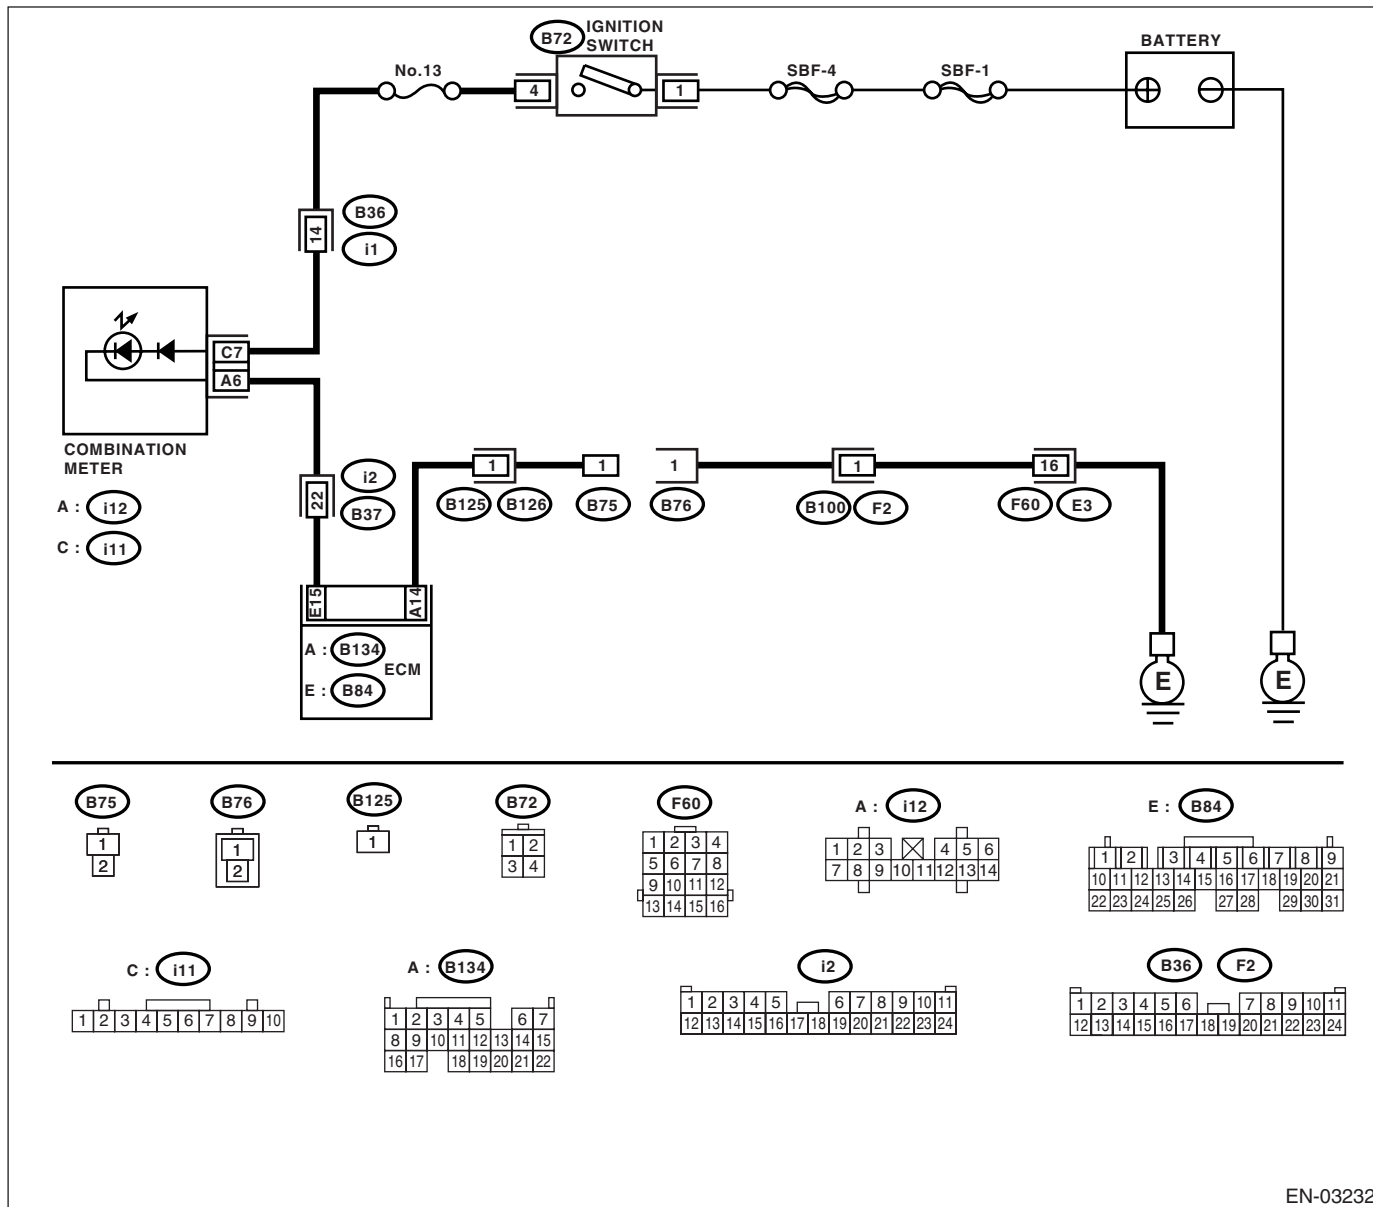 B72 IGNITION
SWITCH
BATTERY
No.13
SBF-4
SBF-1
4
1
B36
14
i1
C7
A6
COMBINATION
METER
A : i12
C : i11
i2
22
B37
1
1
1
1
16
B125 B126 B75 B76 B100 F2 F60 E3
E15
A14
A : B134
ECM
E : B84
E
E
B75
1
2
B76
1
2
B125
1
B72
1 2
3 4
F60
1 2 3 4
5 6 7 8
9 10 11 12
13 14 15 16
A : i12
1 2 3 4 5 6
7 8 9 10 11 12 13 14
E : B84
1 2 3 4 5 6 7 8 9
10 11 12 13 14 15 16 17 18 19 20 21
22 23 24 25 26 27 28 29 30 31
C : i11
1 2 3 4 5 6 7 8 9 10
A : B134
1 2 3 4 5 6 7
8 9 10 11 12 13 14 15
16 17 18 19 20 21 22
i2
1 2 3 4 5 6 7 8 9 10 11
12 13 14 15 16 17 18 19 20 21 22 23 24
B36 F2
1 2 3 4 5 6 7 8 9 10 11
12 13 14 15 16 17 18 19 20 21 22 23 24
EN-03232